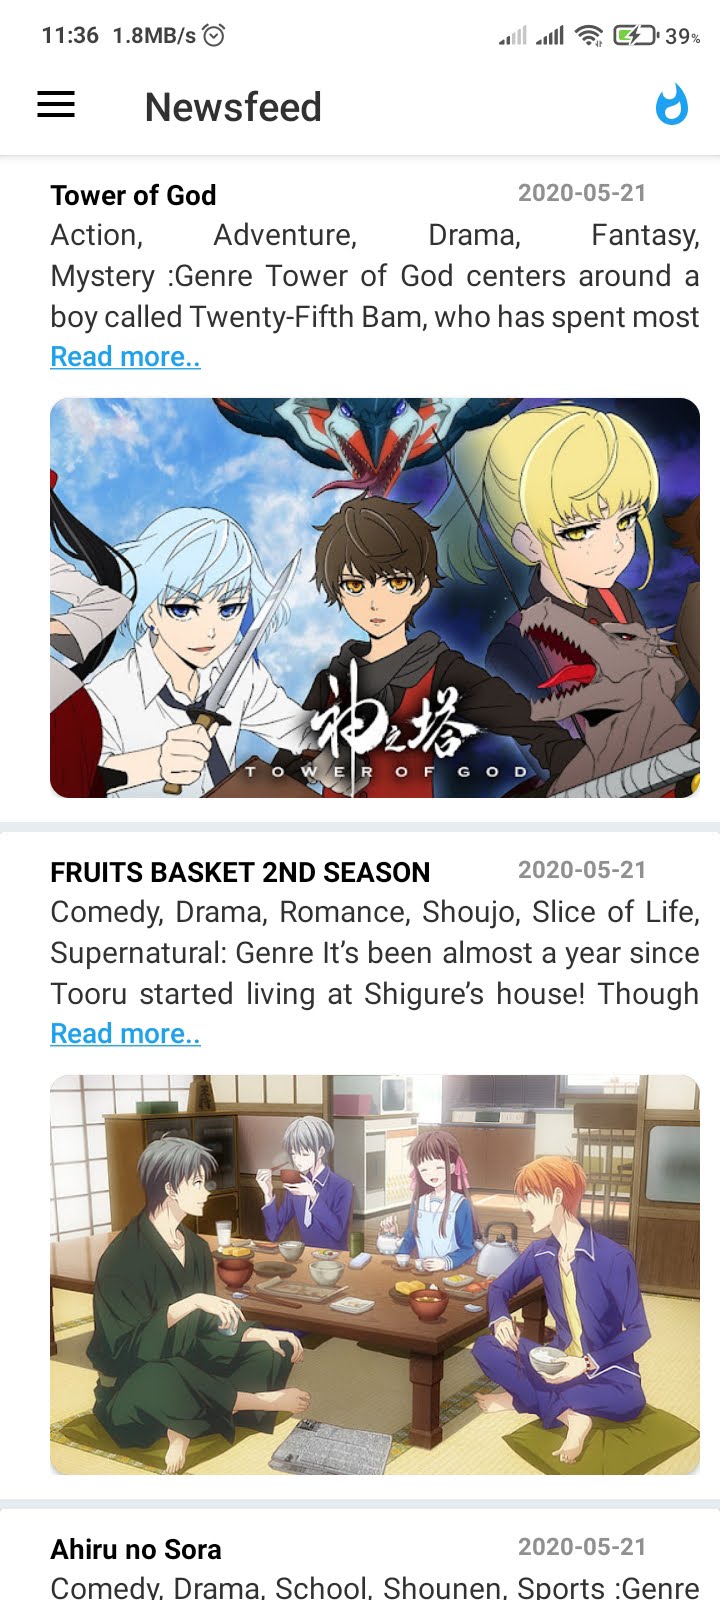 11:36 1.8MB/s 39%
Newsfeed
Tower of God 2020-05-21
Action, Adventure, Drama, Fantasy,
Mystery :Genre Tower of God centers around a
boy called Twenty-Fifth Bam, who has spent most
Read more..
神之塔
TOWER OF GOD
FRUITS BASKET 2ND SEASON 2020-05-21
Comedy, Drama, Romance, Shoujo, Slice of Life,
Supernatural: Genre It’s been almost a year since
Tooru started living at Shigure’s house! Though
Read more..
Ahiru no Sora 2020-05-21
Comedy, Drama, School, Shounen, Sports :Genre